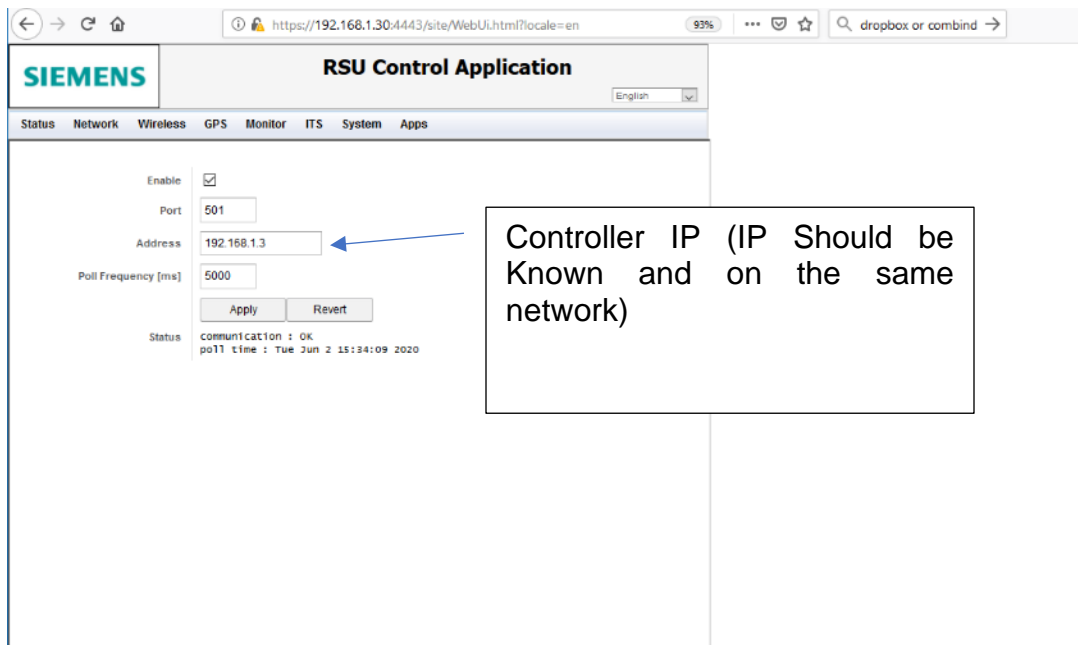 https://192.168.1.30:4443/site/WebUi.html?locale=en
93%
dropbox or combind
SIEMENS
RSU Control Application
English
Status Network Wireless GPS Monitor ITS System Apps
Enable
Port 501
Address 192.168.1.3
Poll Frequency [ms] 5000
Apply Revert
Status communication : OK
poll time : Tue Jun 2 15:34:09 2020
Controller IP (IP Should be
Known and on the same
network)